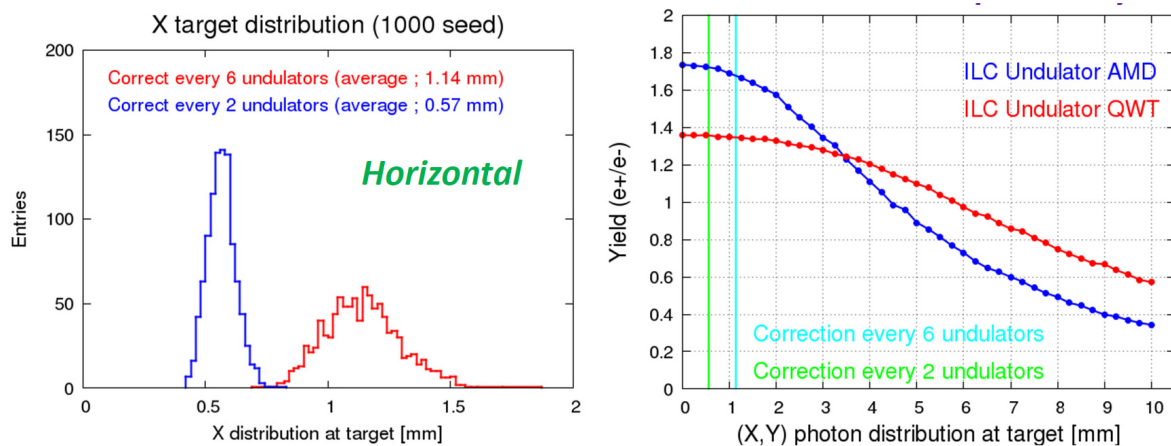 X target distribution (1000 seed)
200
150
100
50
0
Entries
Correct every 6 undulators (average ; 1.14 mm)
Correct every 2 undulators (average ; 0.57 mm)
Horizontal
0 0.5 1 1.5 2
X distribution at target [mm]
2
1.8
1.6
1.4
1.2
1
0.8
0.6
0.4
0.2
0
Yield (e+/e-)
ILC Undulator AMD
ILC Undulator QWT
Correction every 6 undulators
Correction every 2 undulators
0 1 2 3 4 5 6 7 8 9 10
(X,Y) photon distribution at target [mm]